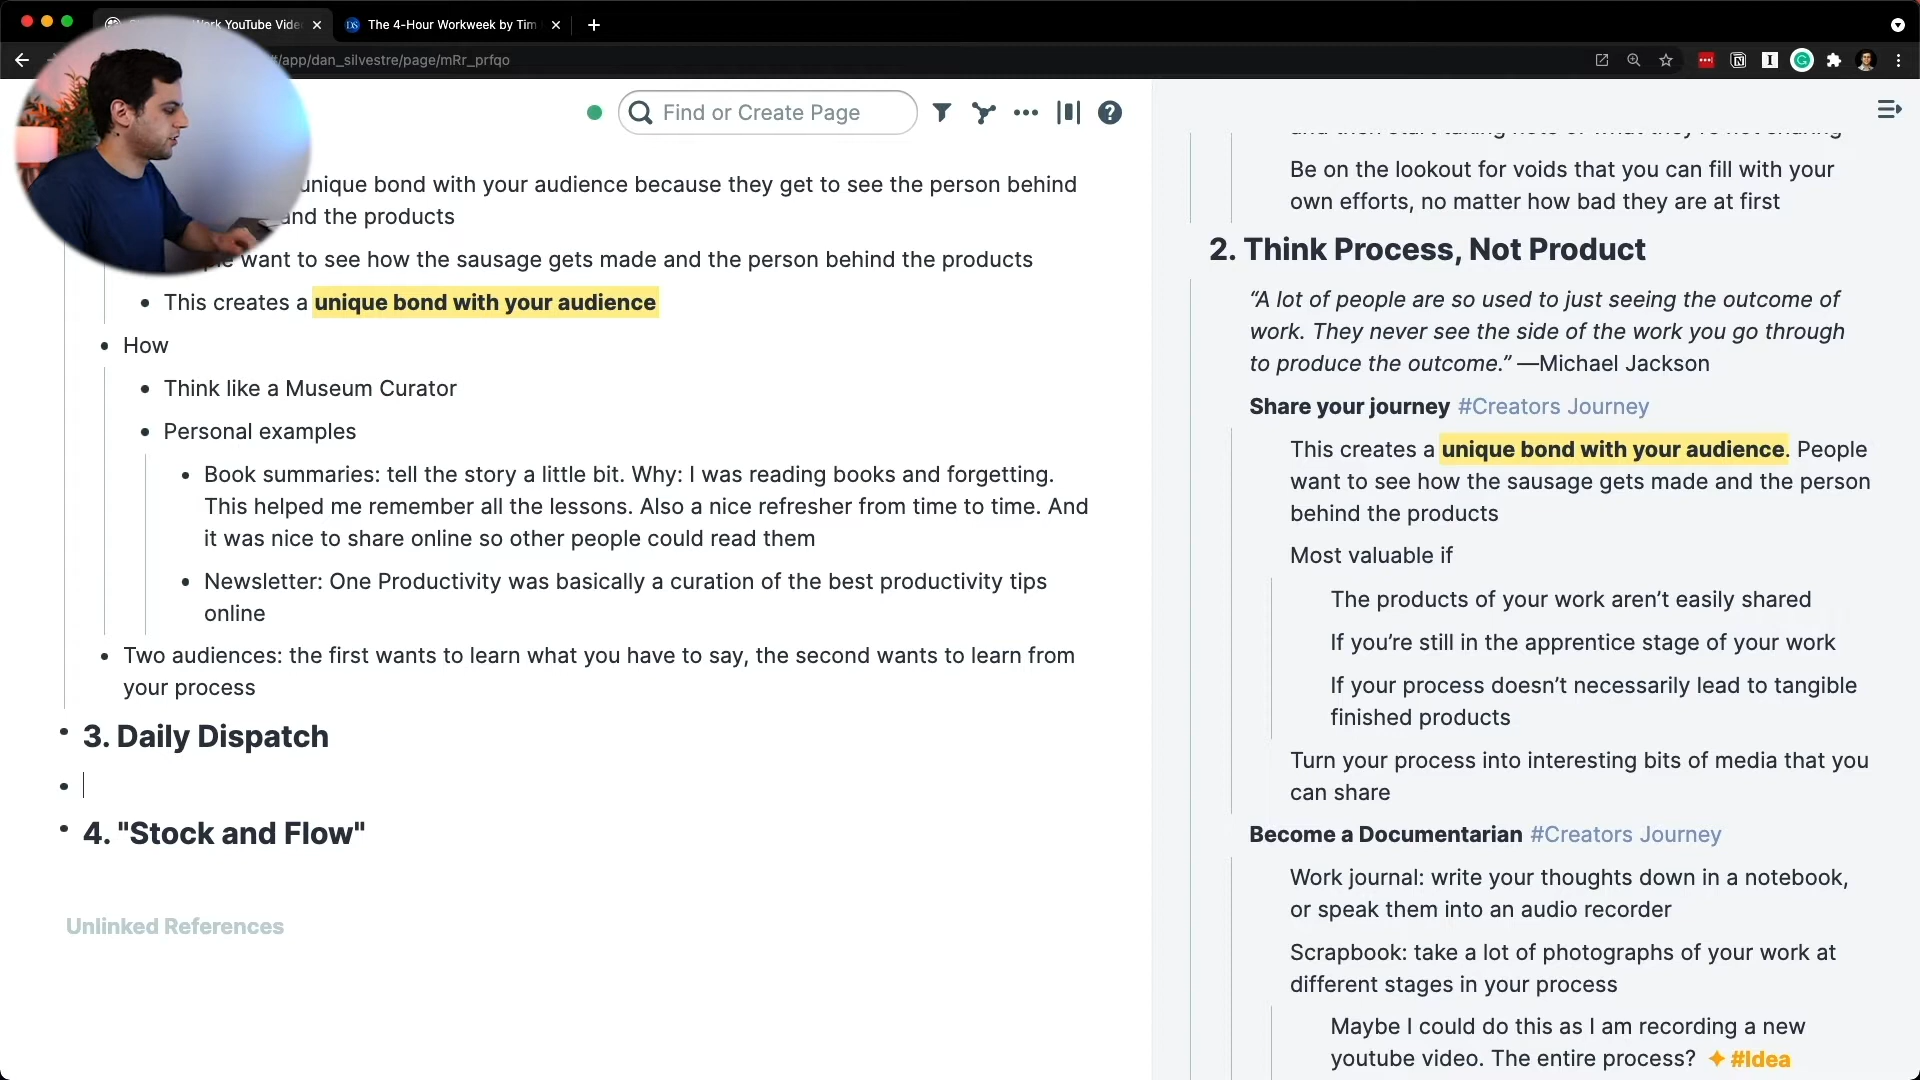 Work YouTube Vide
The 4-Hour Workweek by Tim
/app/dan_silvestre/page/mRr_prfqo
Find or Create Page
unique bond with your audience because they get to see the person behind
and the products
want to see how the sausage gets made and the person behind the products
This creates a unique bond with your audience
How
Think like a Museum Curator
Personal examples
Book summaries: tell the story a little bit. Why: I was reading books and forgetting.
This helped me remember all the lessons. Also a nice refresher from time to time. And
it was nice to share online so other people could read them
Newsletter: One Productivity was basically a curation of the best productivity tips
online
Two audiences: the first wants to learn what you have to say, the second wants to learn from
your process
3. Daily Dispatch
4. "Stock and Flow"
Unlinked References
and then start taking note of what they're not sharing
Be on the lookout for voids that you can fill with your
own efforts, no matter how bad they are at first
2. Think Process, Not Product
“A lot of people are so used to just seeing the outcome of
work. They never see the side of the work you go through
to produce the outcome.” —Michael Jackson
Share your journey #Creators Journey
This creates a unique bond with your audience. People
want to see how the sausage gets made and the person
behind the products
Most valuable if
The products of your work aren’t easily shared
If you’re still in the apprentice stage of your work
If your process doesn’t necessarily lead to tangible
finished products
Turn your process into interesting bits of media that you
can share
Become a Documentarian #Creators Journey
Work journal: write your thoughts down in a notebook,
or speak them into an audio recorder
Scrapbook: take a lot of photographs of your work at
different stages in your process
Maybe I could do this as I am recording a new
youtube video. The entire process? #Idea